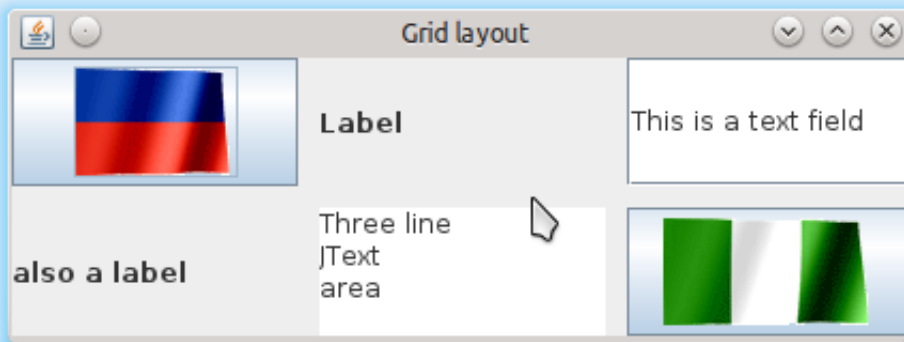 Grid layout
Label
This is a text field
also a label
Three line
JText
area